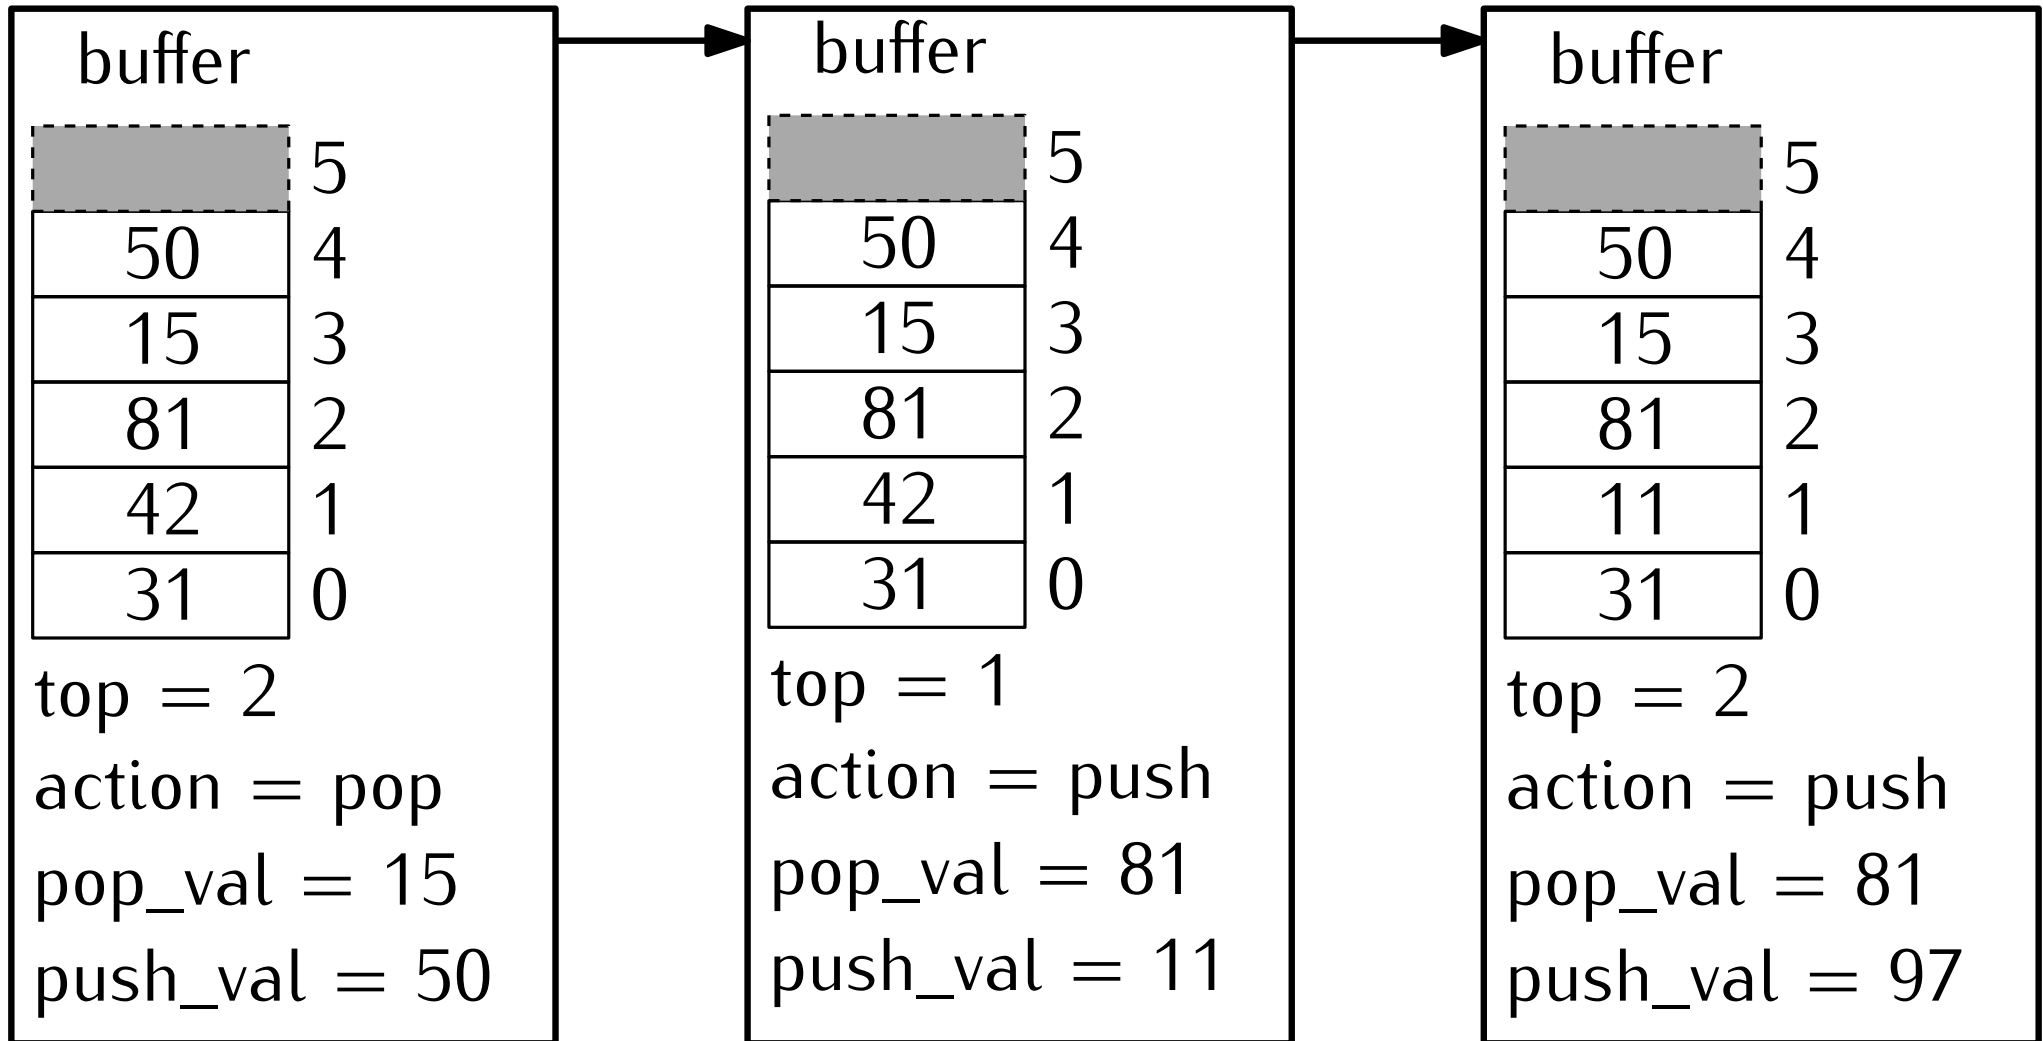 buffer
5
50 4
15 3
81 2
42 1
31 0
top = 2
action = pop
pop_val = 15
push_val = 50
buffer
5
50 4
15 3
81 2
42 1
31 0
top = 1
action = push
pop_val = 81
push_val = 11
buffer
5
50 4
15 3
81 2
11 1
31 0
top = 2
action = push
pop_val = 81
push_val = 97